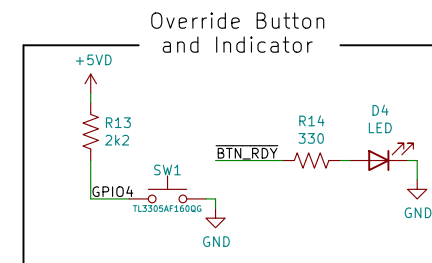 Override Button
and Indicator
+5VD
R13
2k2
GPIO4
SW1
TL3305AF160QG
GND
BTN_RDY
R14
330
D4
LED
GND